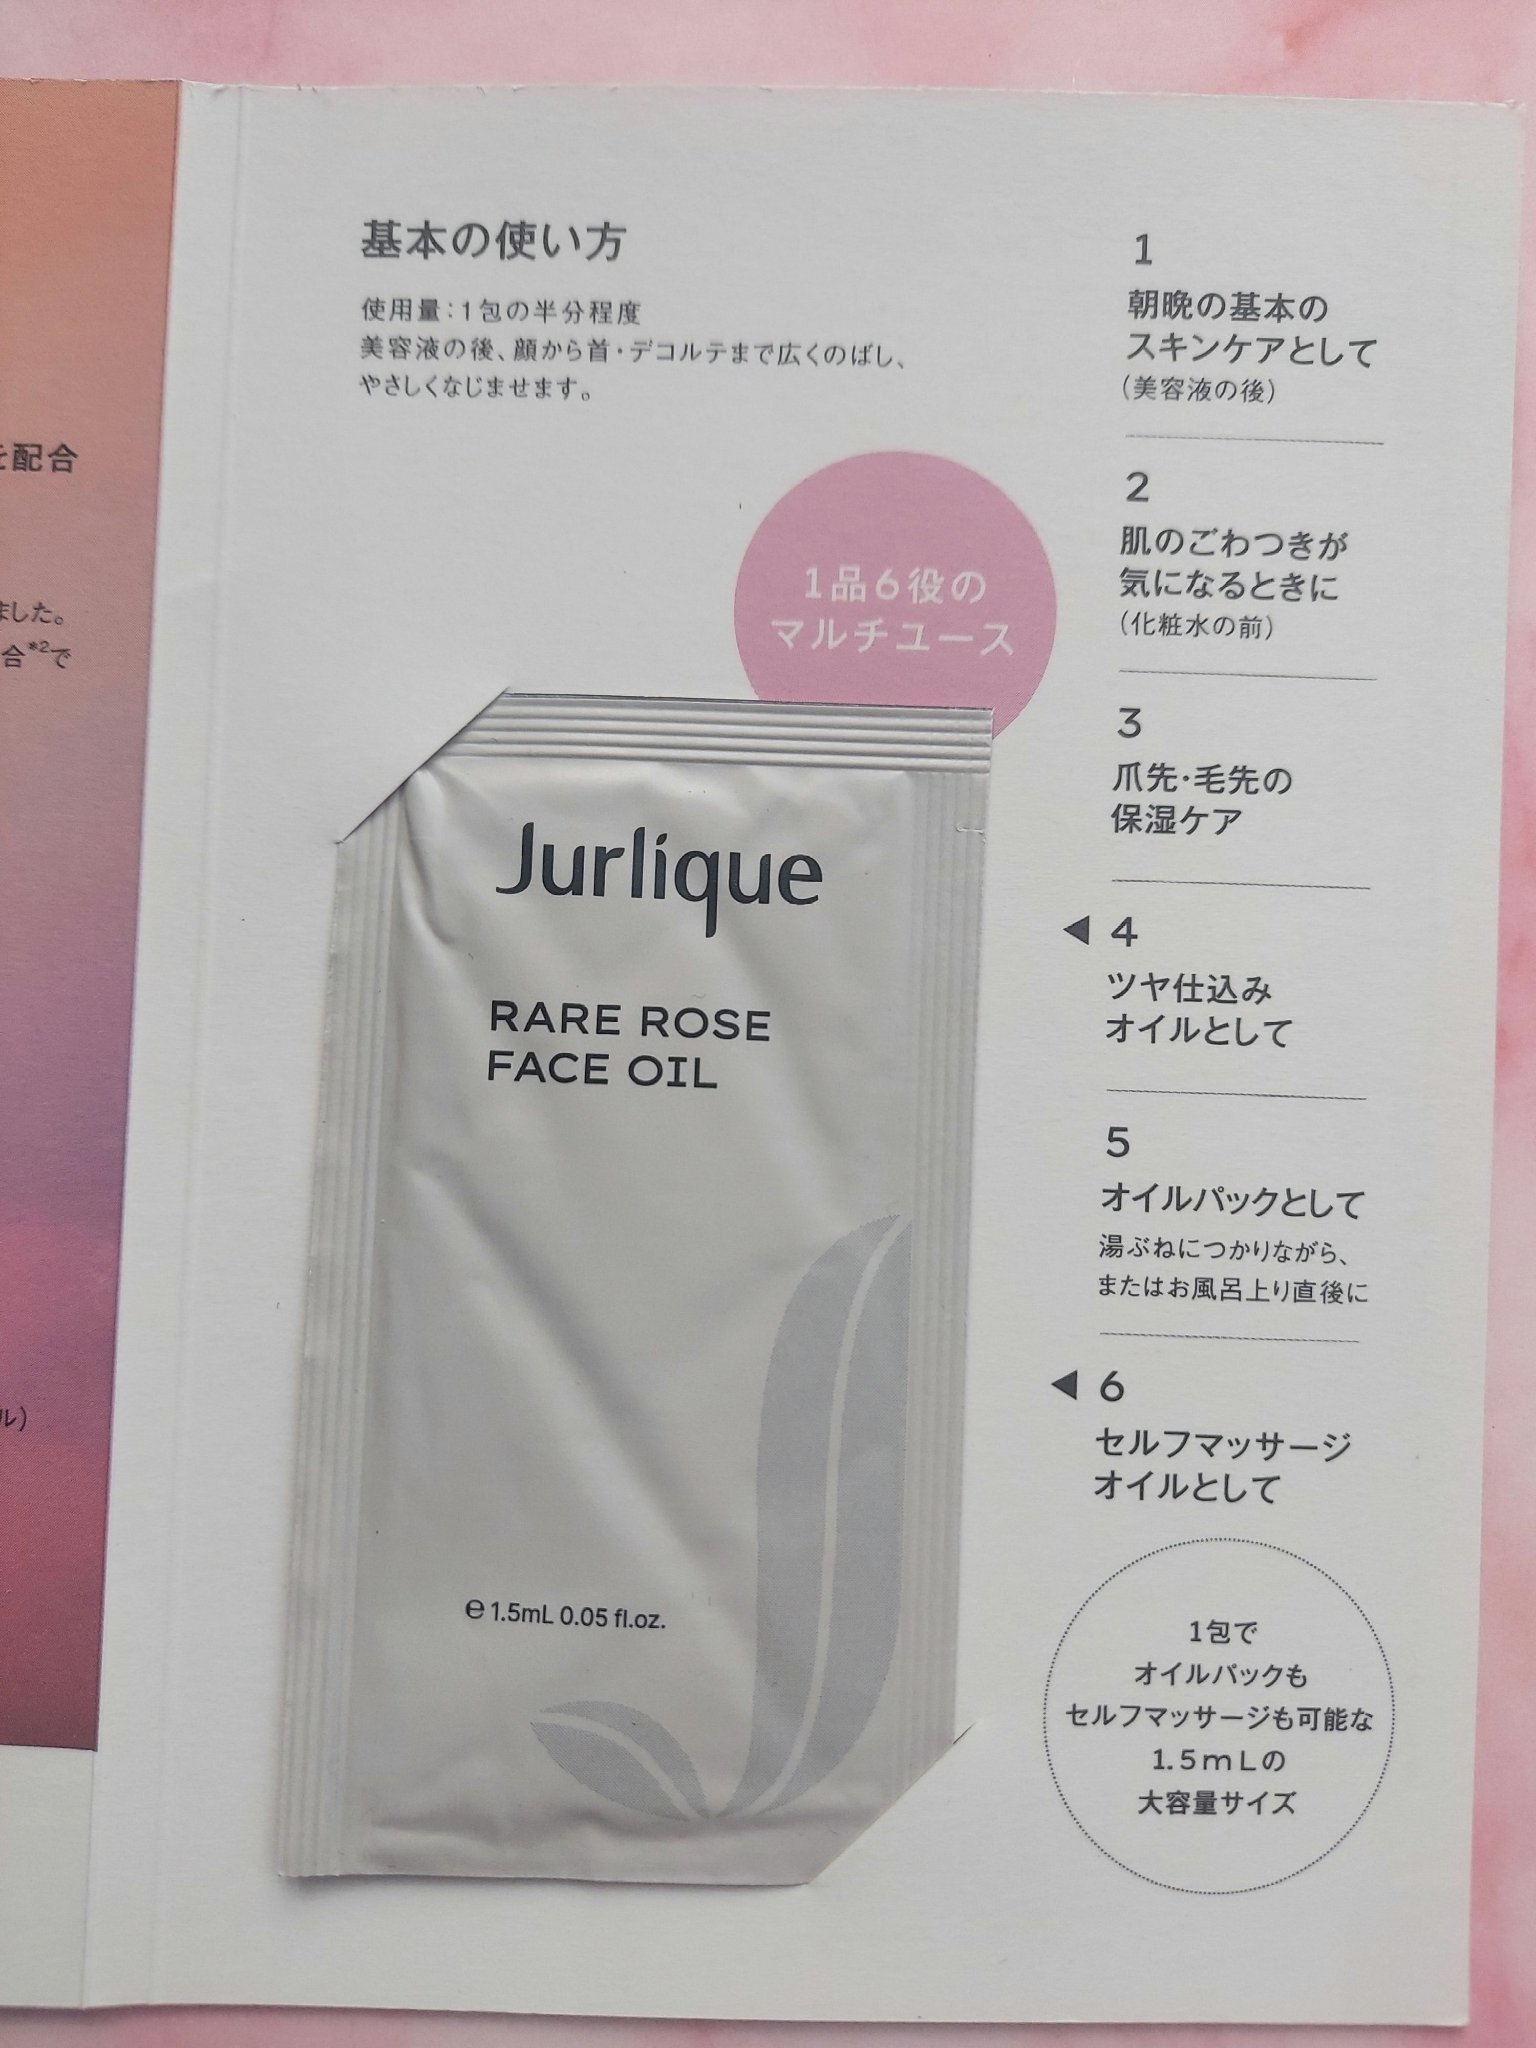 を配合
ました。
合*2で
ル)
基本の使い方
使用量:1包の半分程度
美容液の後、顔から首・デコルテまで広くのばし、
やさしくなじませます。
1品6役の
マルチユース
Jurlique
RARE ROSE
FACE OIL
℮ 1.5mL 0.05 fl.oz.
1
朝晩の基本の
スキンケアとして
(美容液の後)
2
肌のごわつきが
気になるときに
(化粧水の前)
3
爪先・毛先の
保湿ケア
◀ 4
ツヤ仕込み
オイルとして
5
オイルパックとして
湯ぶねにつかりながら、
またはお風呂上り直後に
◀ 6
セルフマッサージ
オイルとして
1包で
オイルパックも
セルフマッサージも可能な
1.5mLの
大容量サイズ